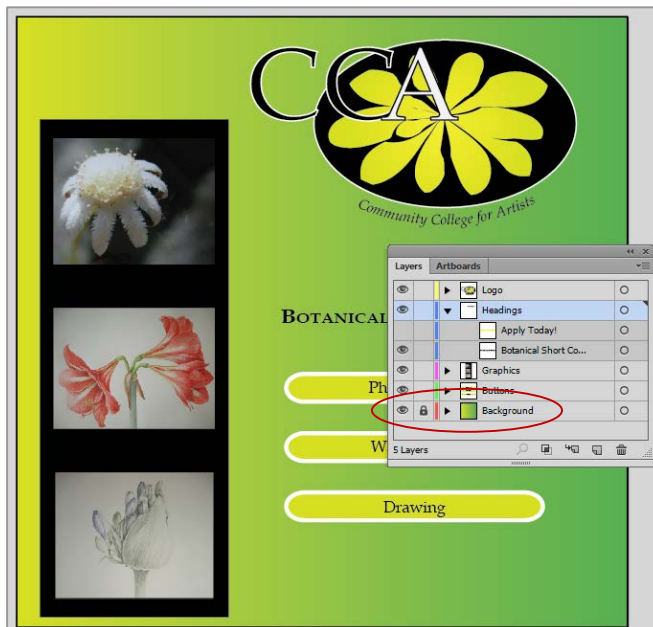 CCA
Community College for Artists
BOTANICAL
Ph
W
Drawing
Layers Artboards
Logo
Headings
Apply Today!
Botanical Short Co...
Graphics
Buttons
Background
5 Layers